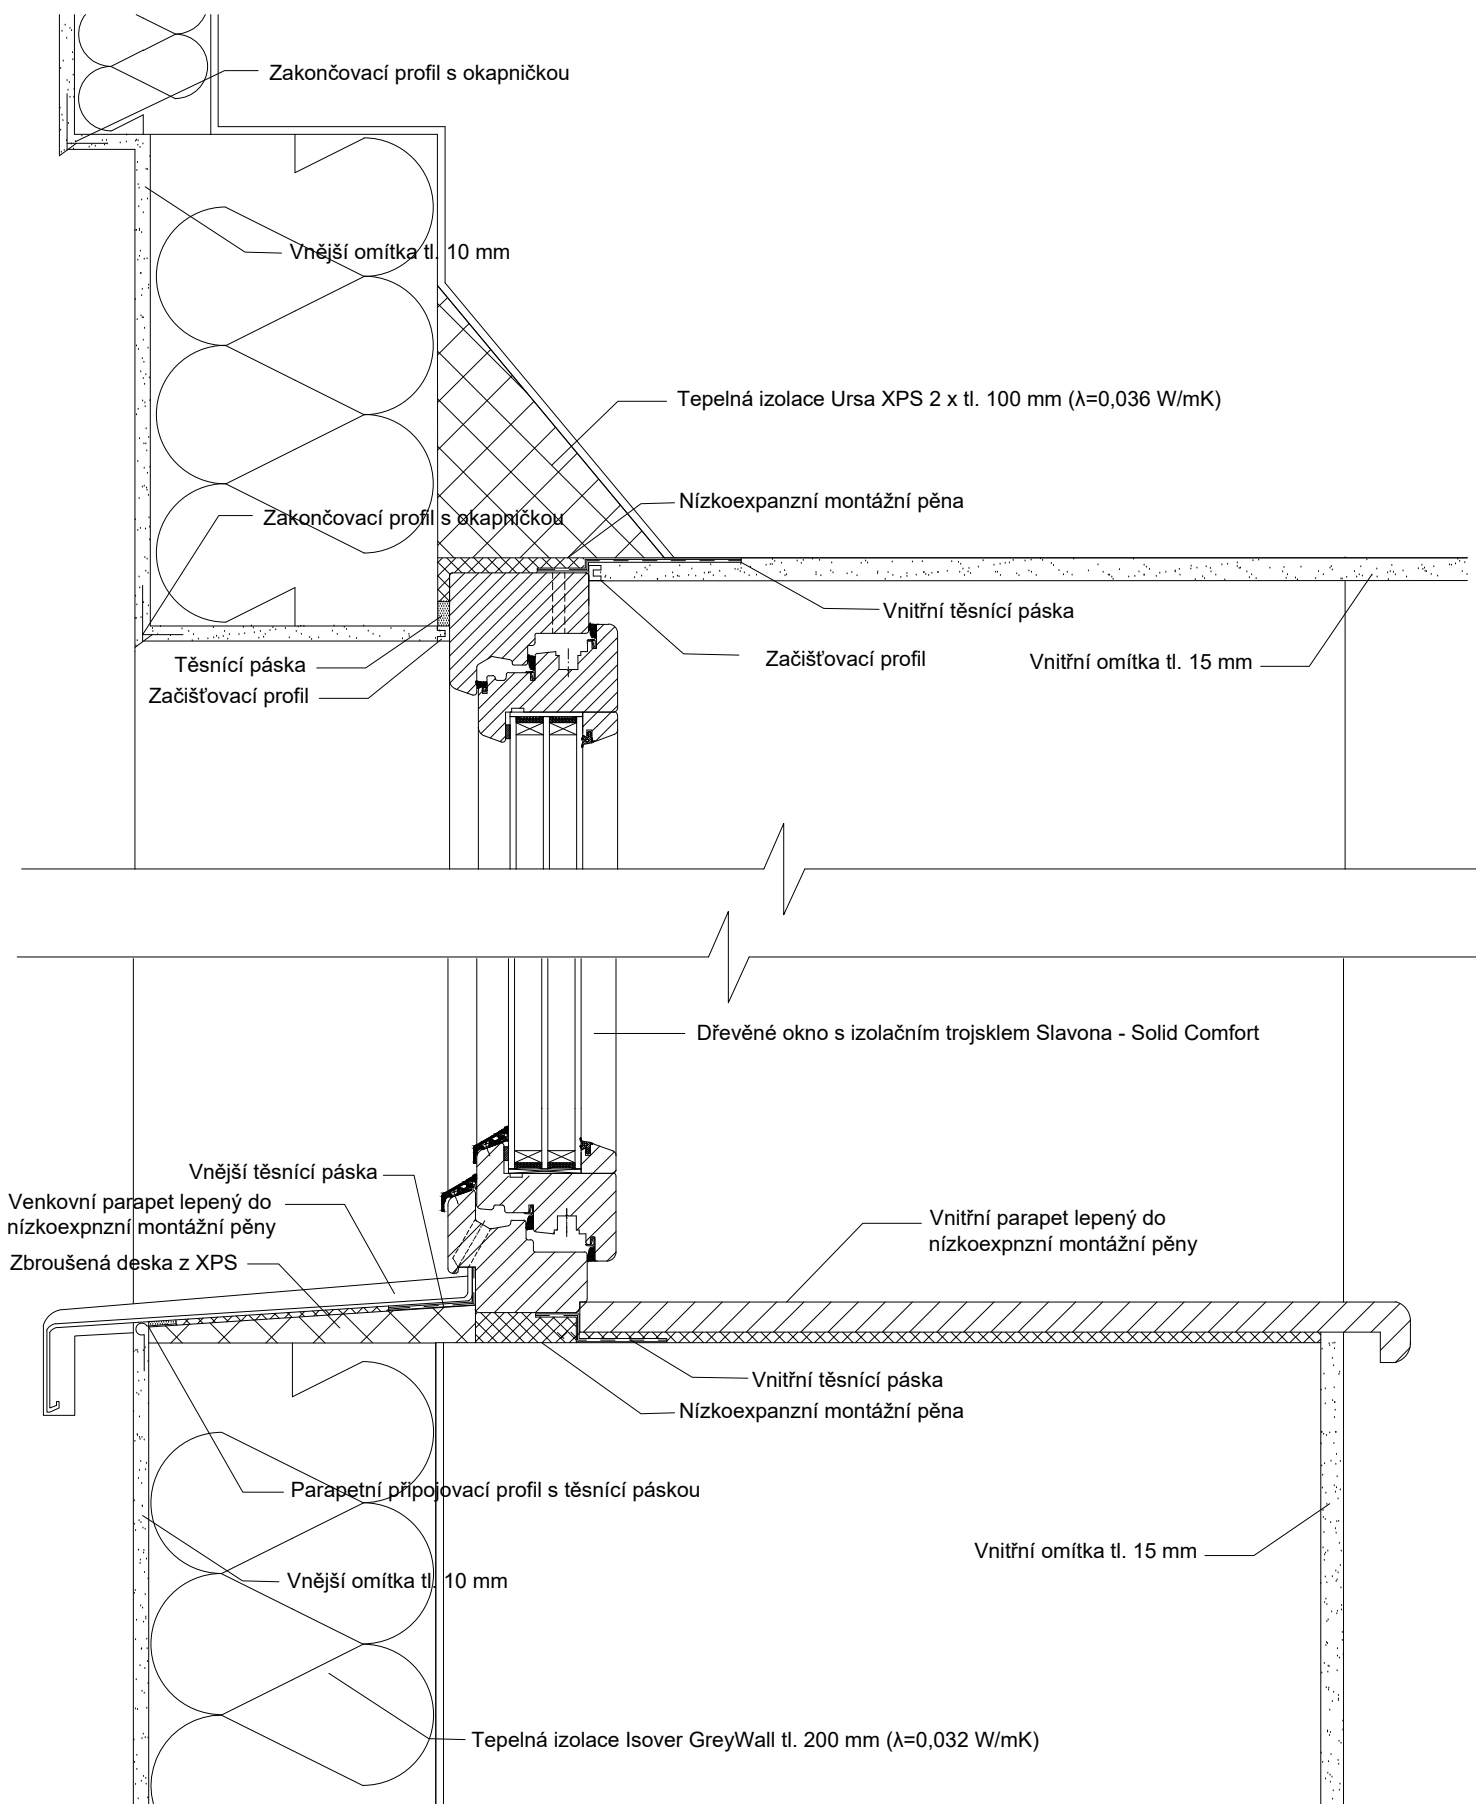 Zakončovací profil s okapničkou
Vnější omítka tl. 10 mm
Tepelná izolace Ursa XPS 2 x tl. 100 mm (λ=0,036 W/mK)
Nízkoexpanzní montážní pěna
Zakončovací profil s okapničkou
Vnitřní těsnící páska
Těsnící páska
Začišťovací profil
Vnitřní omítka tl. 15 mm
Začišťovací profil
Dřevěné okno s izolačním trojsklem Slavona - Solid Comfort
Vnější těsnící páska
Venkovní parapet lepený do
nízkoexpnzní montážní pěny
Vnitřní parapet lepený do
nízkoexpnzní montážní pěny
Zbroušená deska z XPS
Vnitřní těsnící páska
Nízkoexpanzní montážní pěna
Parapetní připojovací profil s těsnící páskou
Vnitřní omítka tl. 15 mm
Vnější omítka tl. 10 mm
Tepelná izolace Isover GreyWall tl. 200 mm (λ=0,032 W/mK)